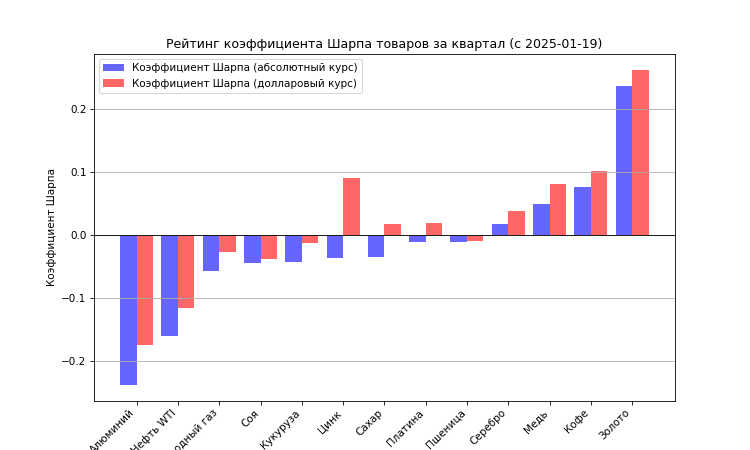 Рейтинг коэффициента Шарпа товаров за квартал (с 2025-01-19)
Коэффициент Шарпа (абсолютный курс)
Коэффициент Шарпа (долларовый курс)
Коэффициент Шарпа
0.2
0.1
0.0
−0.1
−0.2
Алюминий
Нефть WTI
одный газ
Соя
Кукуруза
Цинк
Сахар
Платина
Пшеница
Серебро
Медь
Кофе
Золото